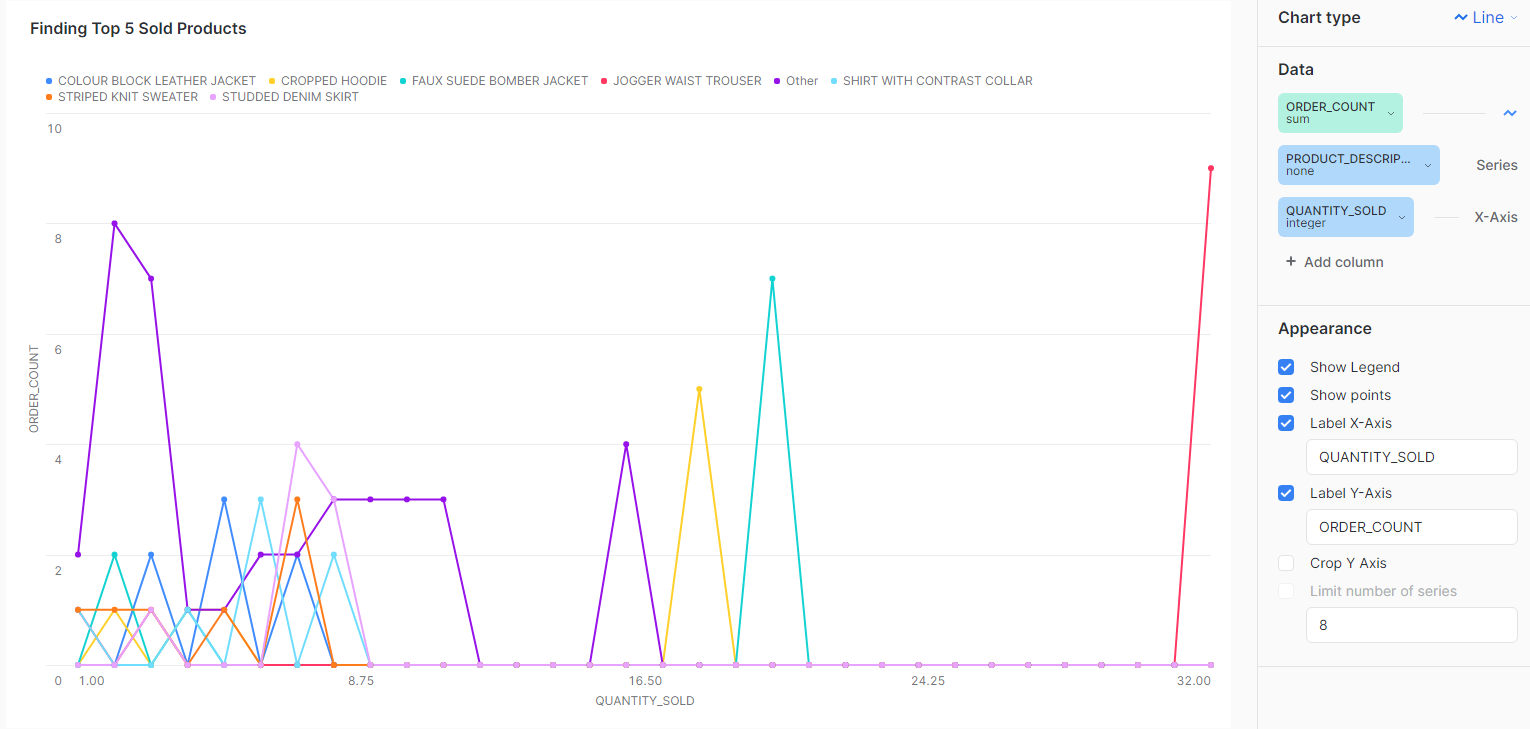 Finding Top 5 Sold Products
COLOUR BLOCK LEATHER JACKET CROPPED HOODIE FAUX SUEDE BOMBER JACKET JOGGER WAIST TROUSER Other SHIRT WITH CONTRAST COLLAR
STRIPED KNIT SWEATER STUDDED DENIM SKIRT
10
8
6
4
2
0
ORDER_COUNT
1.00 8.75 16.50 24.25 32.00
QUANTITY_SOLD
Chart type Line
Data
ORDER_COUNT
sum
PRODUCT_DESCRIP...
none
Series
QUANTITY_SOLD
integer
X-Axis
+ Add column
Appearance
Show Legend
Show points
Label X-Axis
QUANTITY_SOLD
Label Y-Axis
ORDER_COUNT
Crop Y Axis
Limit number of series
8